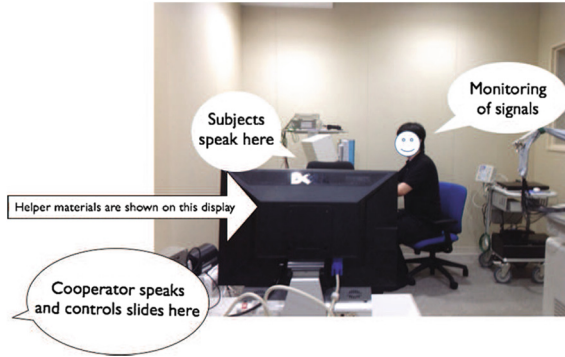 Monitoring
of signals
Subjects
speak here
Helper materials are shown on this display
Cooperator speaks
and controls slides here